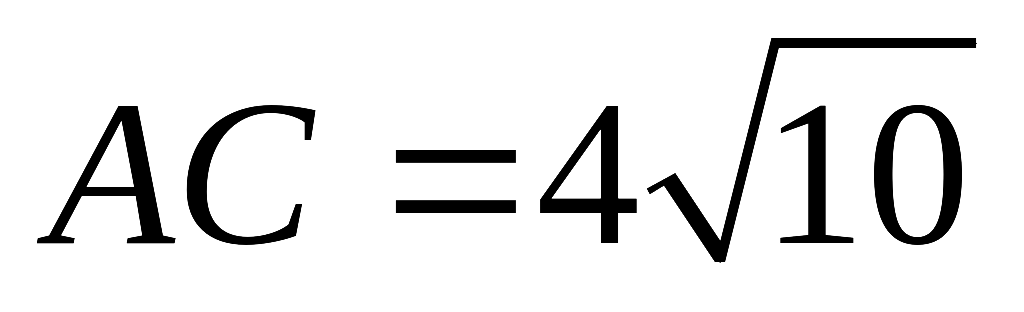 AC = 4√10